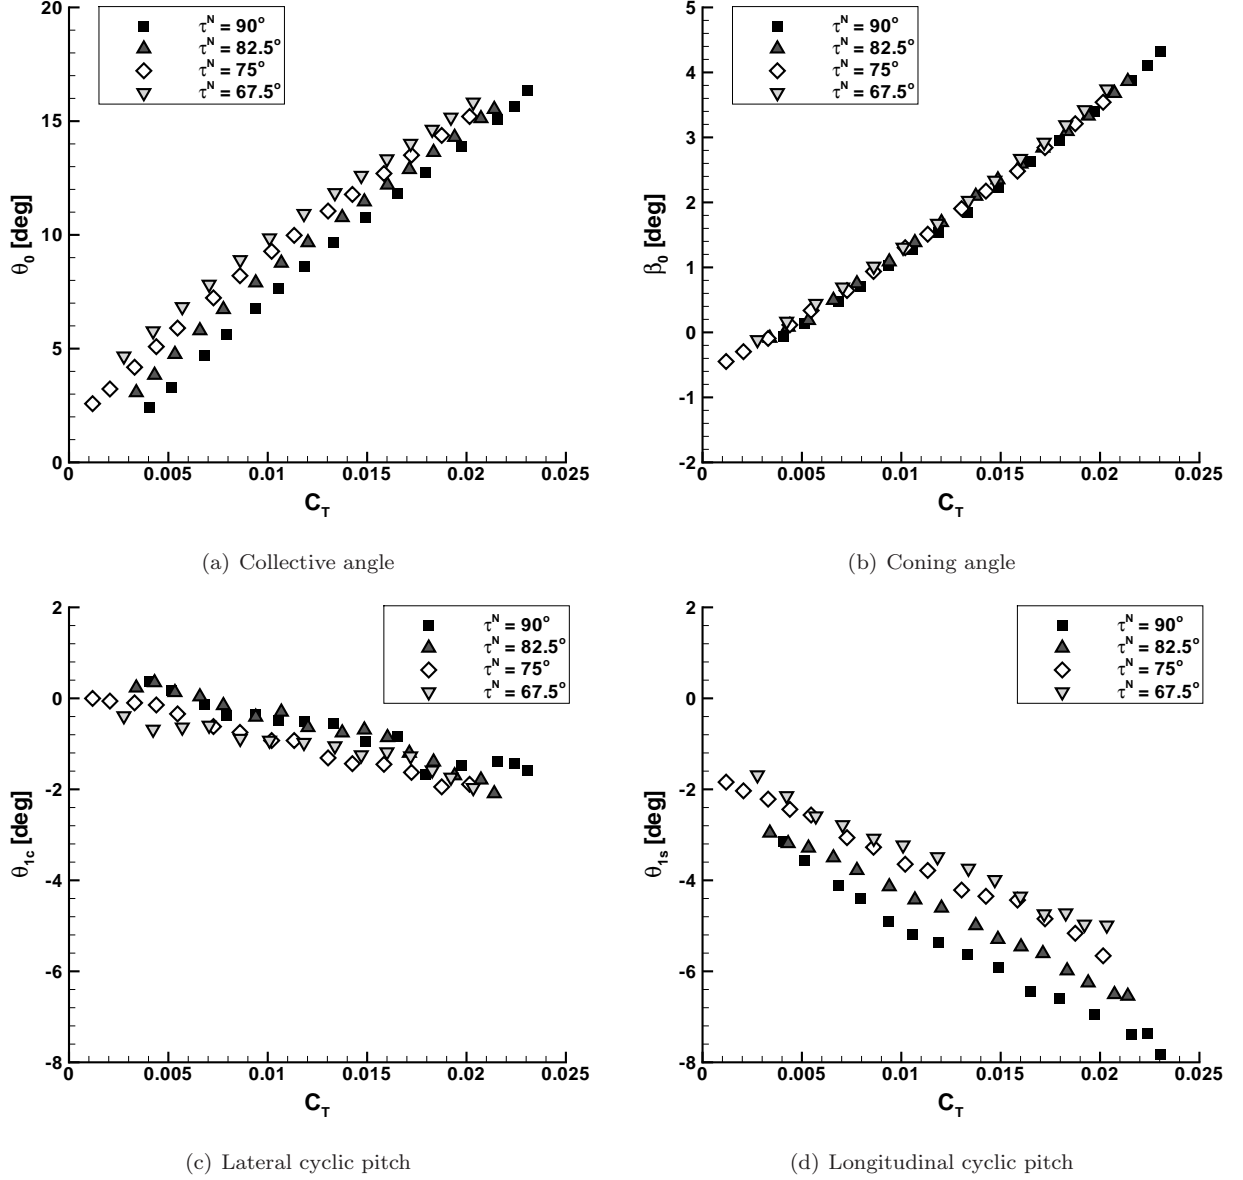 20
15
10
5
0
θ₀ [deg]
τᴺ = 90°
τᴺ = 82.5°
τᴺ = 75°
τᴺ = 67.5°
0 0.005 0.01 0.015 0.02 0.025
C_T
(a) Collective angle
5
4
3
2
1
0
-1
-2
β₀ [deg]
τᴺ = 90°
τᴺ = 82.5°
τᴺ = 75°
τᴺ = 67.5°
0 0.005 0.01 0.015 0.02 0.025
C_T
(b) Coning angle
2
0
-2
-4
-6
-8
θ₁c [deg]
τᴺ = 90°
τᴺ = 82.5°
τᴺ = 75°
τᴺ = 67.5°
0 0.005 0.01 0.015 0.02 0.025
C_T
(c) Lateral cyclic pitch
2
0
-2
-4
-6
-8
θ₁s [deg]
τᴺ = 90°
τᴺ = 82.5°
τᴺ = 75°
τᴺ = 67.5°
0 0.005 0.01 0.015 0.02 0.025
C_T
(d) Longitudinal cyclic pitch